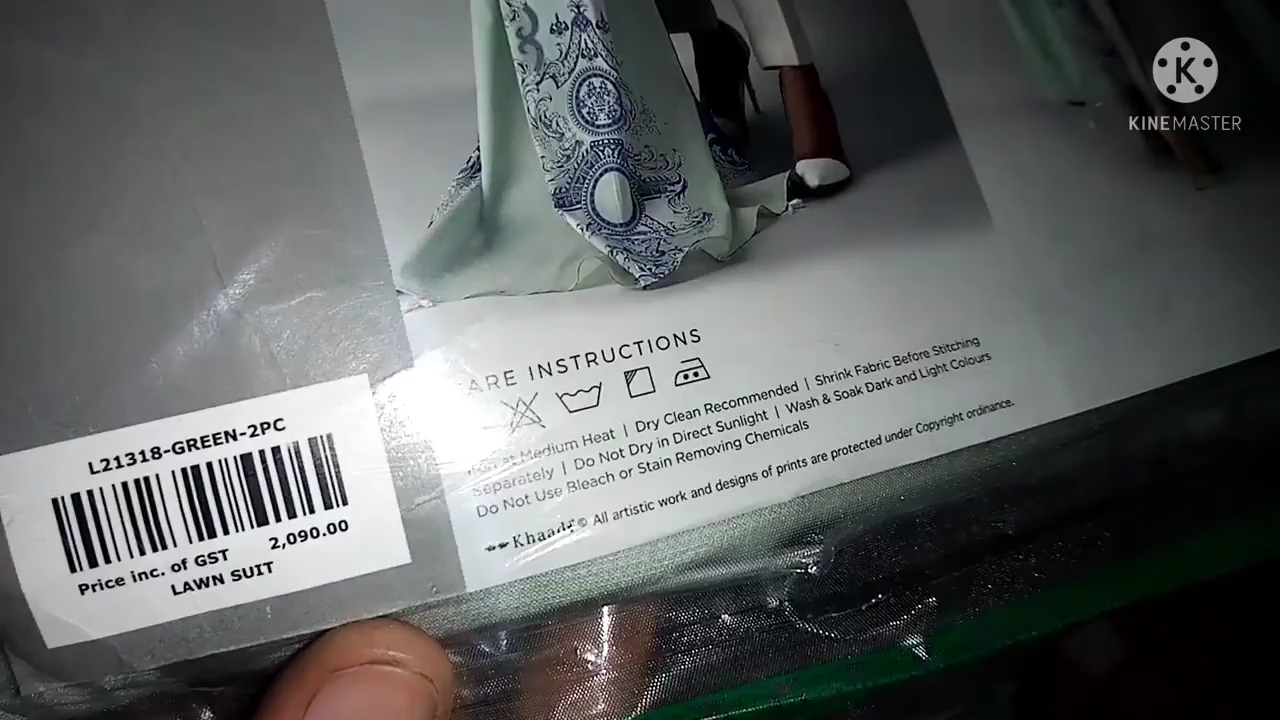 KINEMASTER
L21318-GREEN-2PC
Price inc. of GST 2,090.00
LAWN SUIT
ARE INSTRUCTIONS
at Medium Heat | Dry Clean Recommended | Shrink Fabric Before Stitching
Separately | Do Not Dry in Direct Sunlight | Wash & Soak Dark and Light Colours
Do Not Use Bleach or Stain Removing Chemicals
Khaadi © All artistic work and designs of prints are protected under Copyright ordinance.